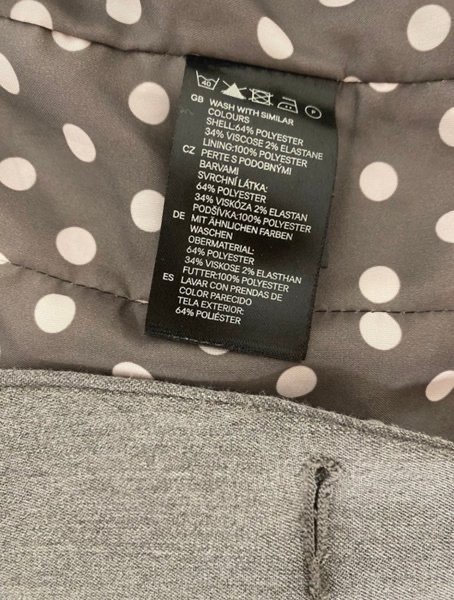 40
P
GB WASH WITH SIMILAR
COLOURS
SHELL:64% POLYESTER
34% VISCOSE 2% ELASTAN
LINING:100% POLYESTER
CZ PERTE S PODOBNÝMI
BARVAMI
SVRCHNÍ LÁTKA:
64% POLYESTER
34% VISKÓZA 2% ELASTAN
PODŠÍVKA:100% POLYESTER
DE MIT ÄHNLICHEN FARBEN
WASCHEN
OBERMATERIAL:
64% POLYESTER
34% VISKOSE 2% ELASTHAN
FUTTER:100% POLYESTER
ES LAVAR CON PRENDAS DE
COLOR PARECIDO
TELA EXTERIOR:
64% POLIÉSTER